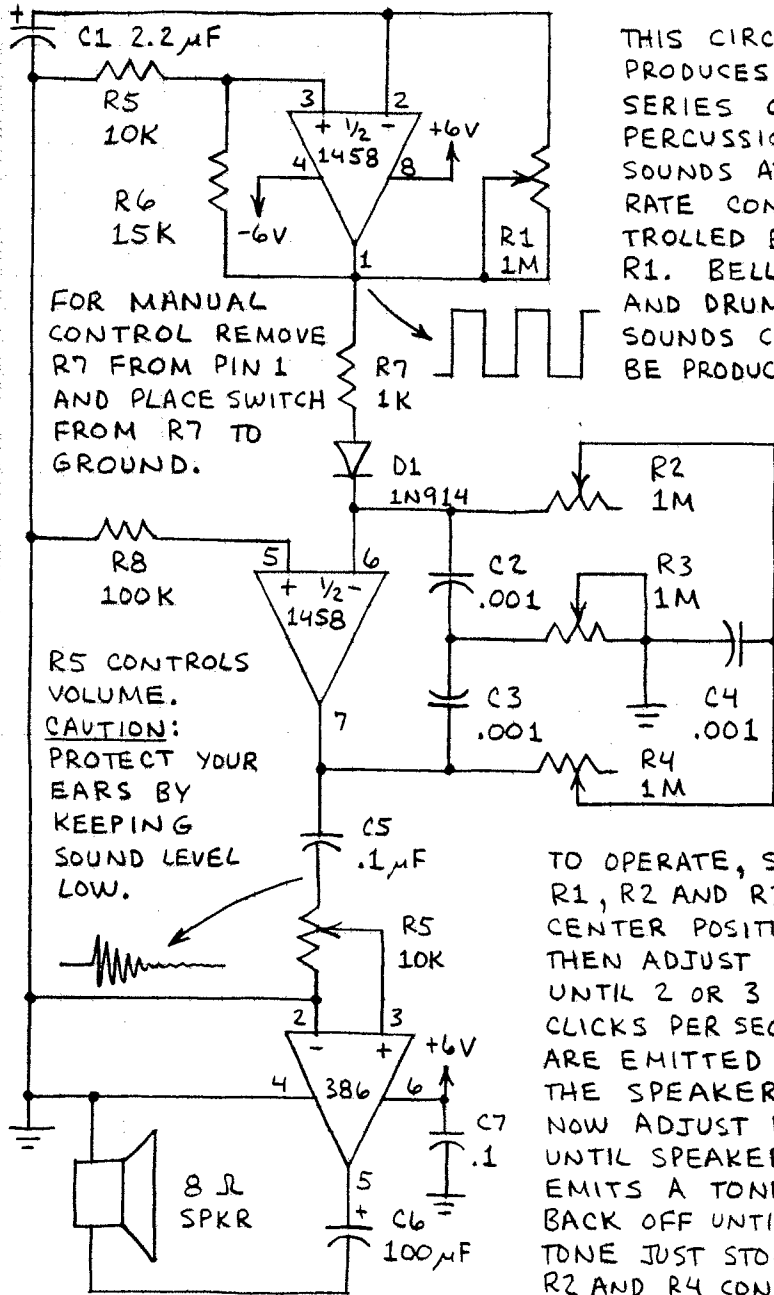 +
C1 2.2 µF
R5
10K
3
2
+ ½ -
1458
4
8
+6V
-6V
R6
15K
1
R1
1M
THIS CIRC
PRODUCES
SERIES O
PERCUSSIO
SOUNDS A
RATE CON
TROLLED B
R1. BELL
AND DRUM
SOUNDS C
BE PRODUC
FOR MANUAL
CONTROL REMOVE
R7 FROM PIN 1
AND PLACE SWITCH
FROM R7 TO
GROUND.
R7
1K
D1
1N914
R2
1M
R8
100K
5
6
+ ½ -
1458
7
C2
.001
R3
1M
C3
.001
C4
.001
R4
1M
R5 CONTROLS
VOLUME.
CAUTION:
PROTECT YOUR
EARS BY
KEEPING
SOUND LEVEL
LOW.
C5
.1 µF
R5
10K
2
3
- +
386
4
6
+6V
C7
.1
5
+
C6
100 µF
8 Ω
SPKR
TO OPERATE, S
R1, R2 AND R
CENTER POSIT
THEN ADJUST
UNTIL 2 OR 3
CLICKS PER SE
ARE EMITTED
THE SPEAKER
NOW ADJUST
UNTIL SPEAKE
EMITS A TON
BACK OFF UNTI
TONE JUST STO
R2 AND R4 CON